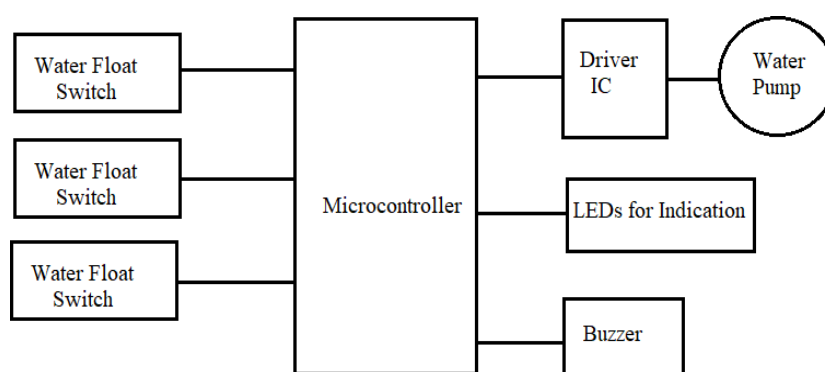 Water Float
Switch
Water Float
Switch
Water Float
Switch
Microcontroller
Driver
IC
Water
Pump
LEDs for Indication
Buzzer